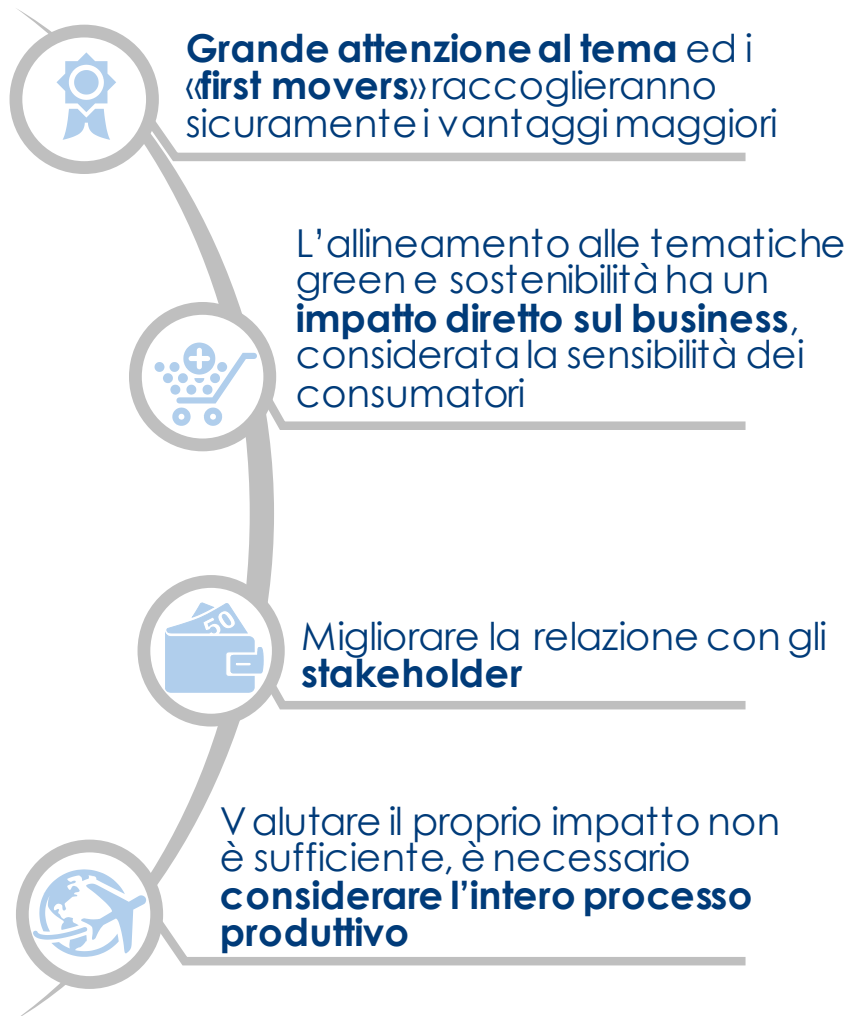 Grande attenzione al tema ed i
«first movers» raccoglieranno
sicuramente i vantaggi maggiori
L'allineamento alle tematiche
green e sostenibilità ha un
impatto diretto sul business,
considerata la sensibilità dei
consumatori
50
Migliorare la relazione con gli
stakeholder
Valutare il proprio impatto non
è sufficiente, è necessario
considerare l'intero processo
produttivo